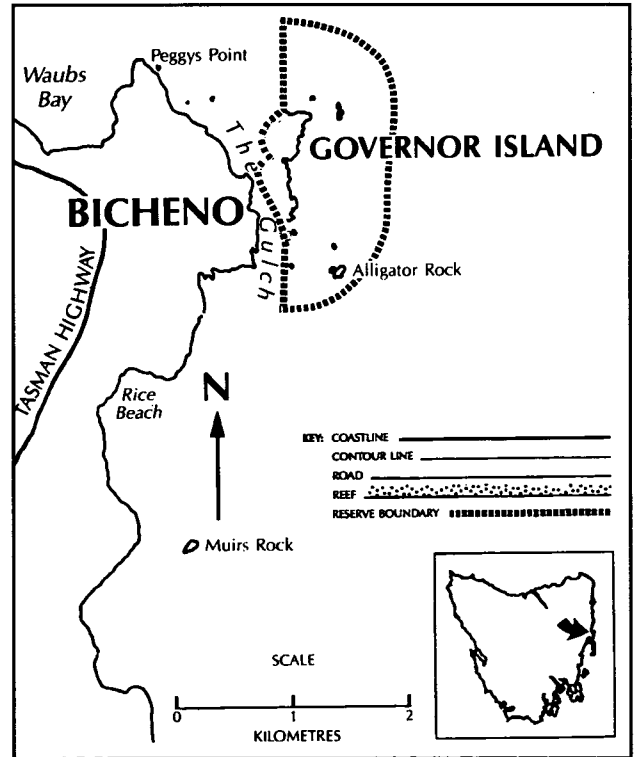 Peggys Point
Waubs
Bay
The
GOVERNOR ISLAND
BICHENO
Gulch
Alligator Rock
TASMAN HIGHWAY
Rice
Beach
N
KEY: COASTLINE
CONTOUR LINE
ROAD
REEF
RESERVE BOUNDARY
Muirs Rock
SCALE
0 1 2
KILOMETRES